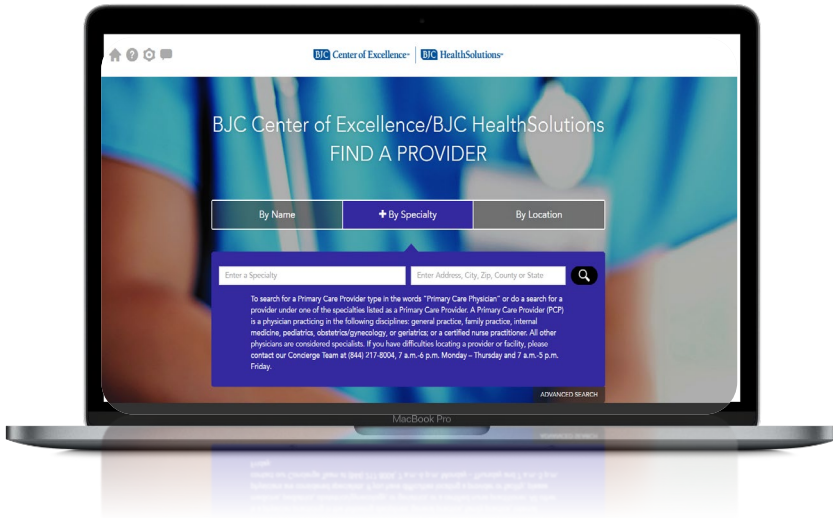 BJC Center of Excellence℠ BJC HealthSolutions℠
BJC Center of Excellence/BJC HealthSolutions
FIND A PROVIDER
By Name
+ By Specialty
By Location
Enter a Specialty
Enter Address, City, Zip, County or State
To search for a Primary Care Provider type in the words "Primary Care Physician" or do a search for a
provider under one of the specialties listed as a Primary Care Provider. A Primary Care Provider (PCP)
is a physician practicing in the following disciplines: general practice, family practice, internal
medicine, pediatrics, obstetrics/gynecology, or geriatrics; or a certified nurse practitioner. All other
physicians are considered specialists. If you have difficulties locating a provider or facility, please
contact our Concierge Team at (844) 217-8004, 7 a.m.-6 p.m. Monday – Thursday and 7 a.m.-5 p.m.
Friday.
ADVANCED SEARCH
MacBook Pro